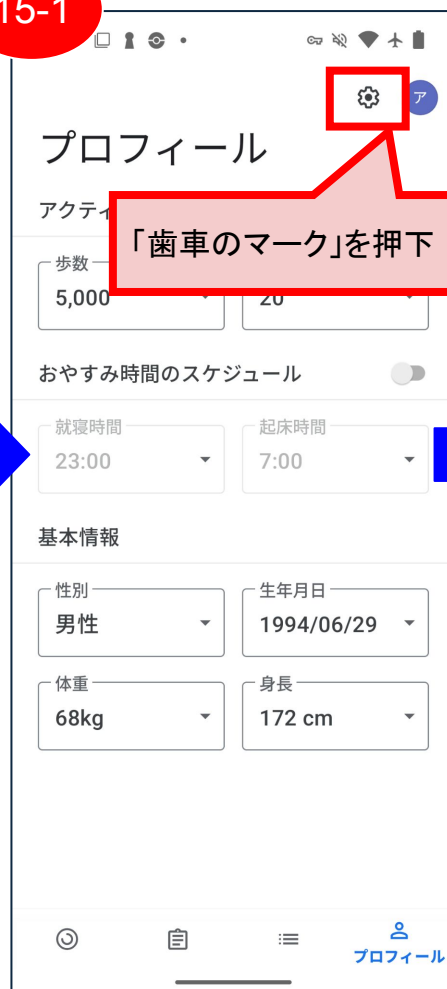 15-1
ア
プロフィール
アクティ
「歯車のマーク」を押下
歩数
5,000
20
おやすみ時間のスケジュール
就寝時間
起床時間
23:00
7:00
基本情報
性別
生年月日
男性
1994/06/29
体重
身長
68kg
172 cm
プロフィール